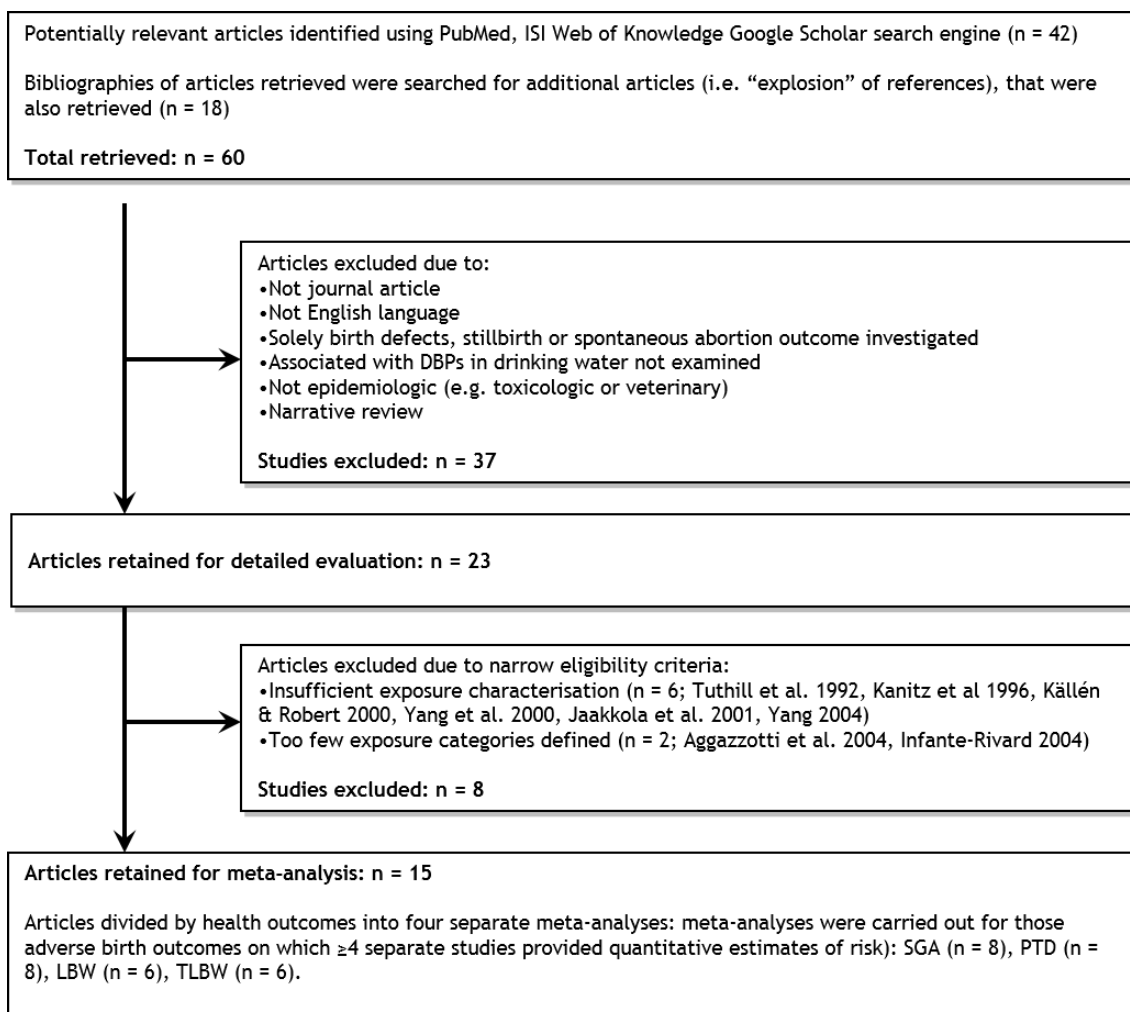 Potentially relevant articles identified using PubMed, ISI Web of Knowledge Google Scholar search engine (n = 42)
Bibliographies of articles retrieved were searched for additional articles (i.e. “explosion” of references), that were
also retrieved (n = 18)
Total retrieved: n = 60
Articles excluded due to:
•Not journal article
•Not English language
•Solely birth defects, stillbirth or spontaneous abortion outcome investigated
•Associated with DBPs in drinking water not examined
•Not epidemiologic (e.g. toxicologic or veterinary)
•Narrative review
Studies excluded: n = 37
Articles retained for detailed evaluation: n = 23
Articles excluded due to narrow eligibility criteria:
•Insufficient exposure characterisation (n = 6; Tuthill et al. 1992, Kanitz et al 1996, Källén
& Robert 2000, Yang et al. 2000, Jaakkola et al. 2001, Yang 2004)
•Too few exposure categories defined (n = 2; Aggazzotti et al. 2004, Infante-Rivard 2004)
Studies excluded: n = 8
Articles retained for meta-analysis: n = 15
Articles divided by health outcomes into four separate meta-analyses: meta-analyses were carried out for those
adverse birth outcomes on which ≥4 separate studies provided quantitative estimates of risk): SGA (n = 8), PTD (n =
8), LBW (n = 6), TLBW (n = 6).